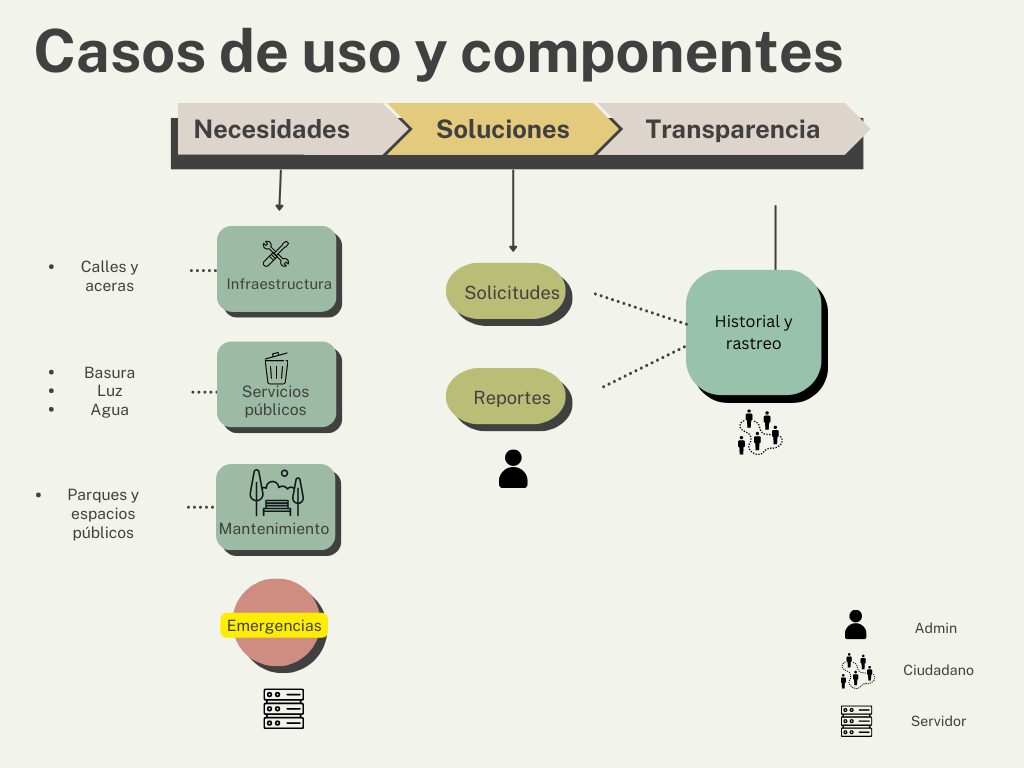 Casos de uso y componentes
Necesidades
Soluciones
Transparencia
• Calles y
aceras
Infraestructura
• Basura
• Luz
• Agua
Servicios
públicos
• Parques y
espacios
públicos
Mantenimiento
Emergencias
Solicitudes
Reportes
Historial y
rastreo
Admin
Ciudadano
Servidor